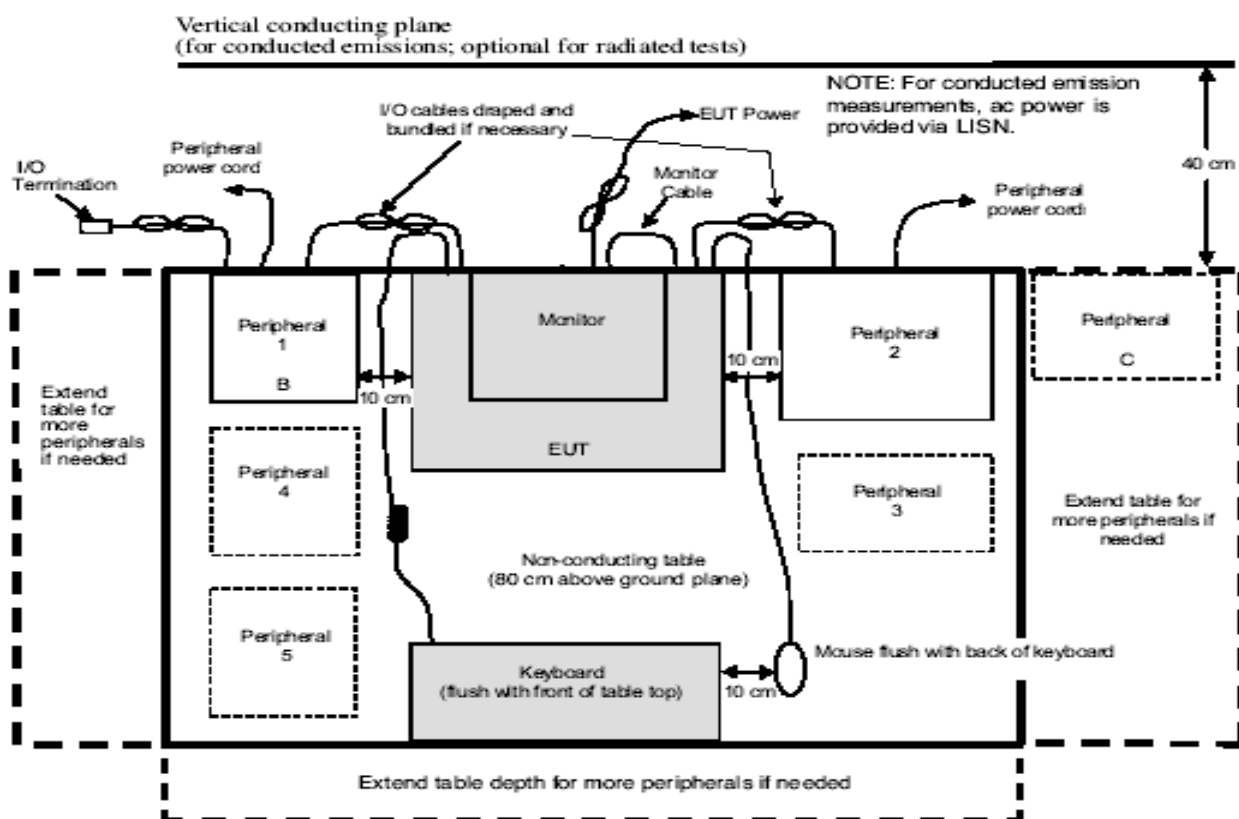 Vertical conducting plane
(for conducted emissions; optional for radiated tests)
NOTE: For conducted emission
measurements, ac power is
provided via LISN.
I/O cables draped and
bundled if necessary
EUT Power
40 cm
Peripheral
power cord
I/O
Termination
Monitor
Cable
Peripheral
power cord
Peripheral
1
B
Monitor
Peripheral
2
Peripheral
C
10 cm
10 cm
EUT
Extend
table for
more
peripherals
if needed
Peripheral
4
Peripheral
3
Extend table for
more peripherals if
needed
Non-conducting table
(80 cm above ground plane)
Peripheral
5
Keyboard
(flush with front of table top)
10 cm
Mouse flush with back of keyboard
Extend table depth for more peripherals if needed